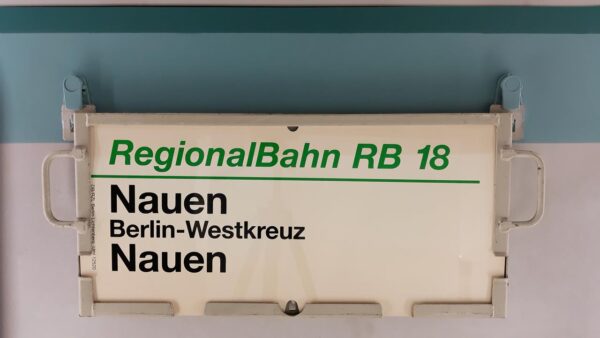 RegionalBahn RB 18
Nauen
Berlin-Westkreuz
Nauen